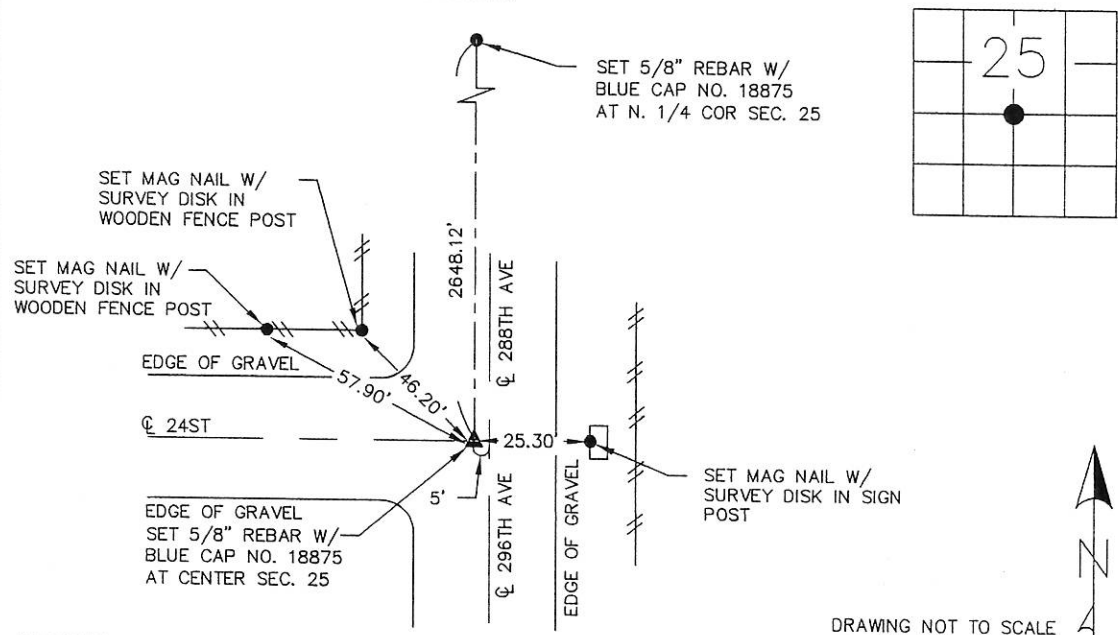 SET 5/8" REBAR W/
BLUE CAP NO. 18875
AT N. 1/4 COR SEC. 25
25
SET MAG NAIL W/
SURVEY DISK IN
WOODEN FENCE POST
SET MAG NAIL W/
SURVEY DISK IN
WOODEN FENCE POST
2648.12'
℄ 288TH AVE
EDGE OF GRAVEL
57.90'
46.20'
℄ 24ST
25.30'
5'
SET MAG NAIL W/
SURVEY DISK IN SIGN
POST
EDGE OF GRAVEL
SET 5/8" REBAR W/
BLUE CAP NO. 18875
AT CENTER SEC. 25
℄ 296TH AVE
EDGE OF GRAVEL
N
DRAWING NOT TO SCALE